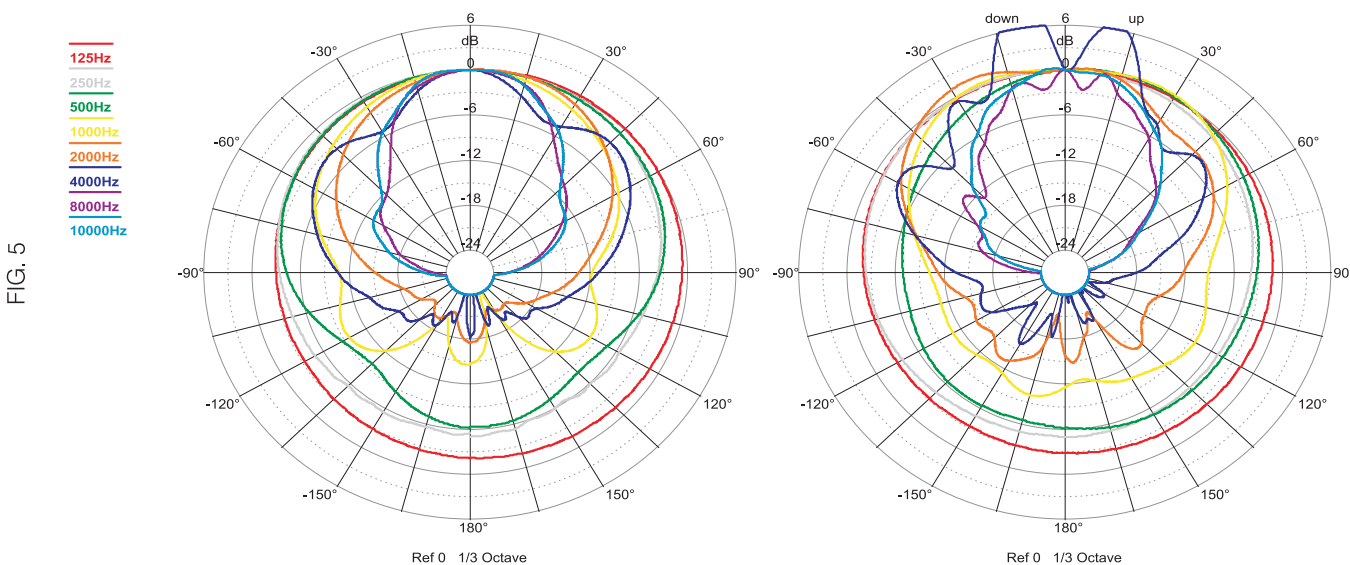 FIG. 5
125Hz
250Hz
500Hz
1000Hz
2000Hz
4000Hz
8000Hz
10000Hz
6
dB
0
-6
-12
-18
-24
-30°
30°
-60°
60°
-90°
90°
-120°
120°
-150°
150°
180°
Ref 0 1/3 Octave
down
6
up
dB
0
-6
-12
-18
-24
-30°
30°
-60°
60°
-90°
90
-120°
120°
-150°
150°
180°
Ref 0 1/3 Octave